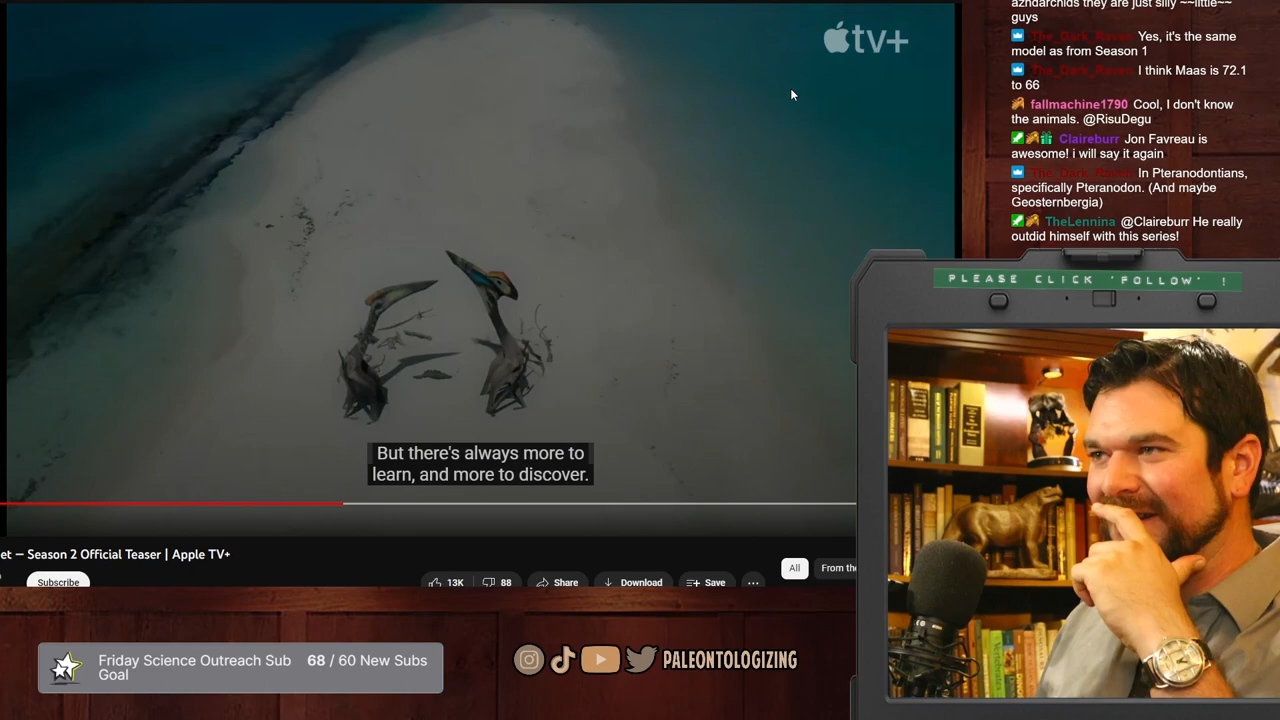 tv+
But there's always more to
learn, and more to discover.
et — Season 2 Official Teaser | Apple TV+
Subscribe
13K
88
Share
Download
Save
All
From the
azhdarchids they are just silly ~~little~~
guys
The_Dark_Raven Yes, it's the same
model as from Season 1
The_Dark_Raven I think Maas is 72.1
to 66
fallmachine1790 Cool, I don't know
the animals. @RisuDegu
Claireburr Jon Favreau is
awesome! i will say it again
The_Dark_Raven In Pteranodontians,
specifically Pteranodon. (And maybe
Geosternbergia)
TheLennina @Claireburr He really
outdid himself with this series!
PLEASE CLICK 'FOLLOW' !
Friday Science Outreach Sub 68 / 60 New Subs
Goal
PALEONTOLOGIZING